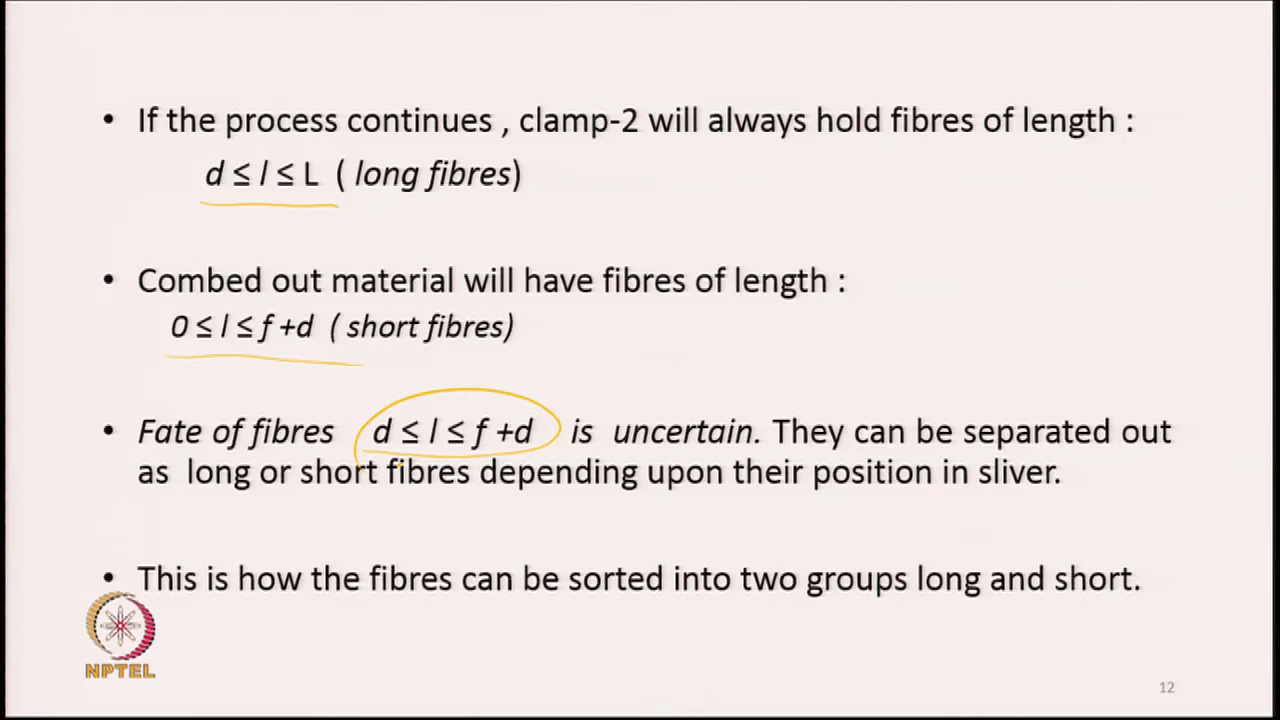 • If the process continues , clamp-2 will always hold fibres of length :
d ≤ l ≤ L ( long fibres)
• Combed out material will have fibres of length :
0 ≤ l ≤ f +d ( short fibres)
• Fate of fibres d ≤ l ≤ f +d is uncertain. They can be separated out
as long or short fibres depending upon their position in sliver.
• This is how the fibres can be sorted into two groups long and short.
NPTEL
12